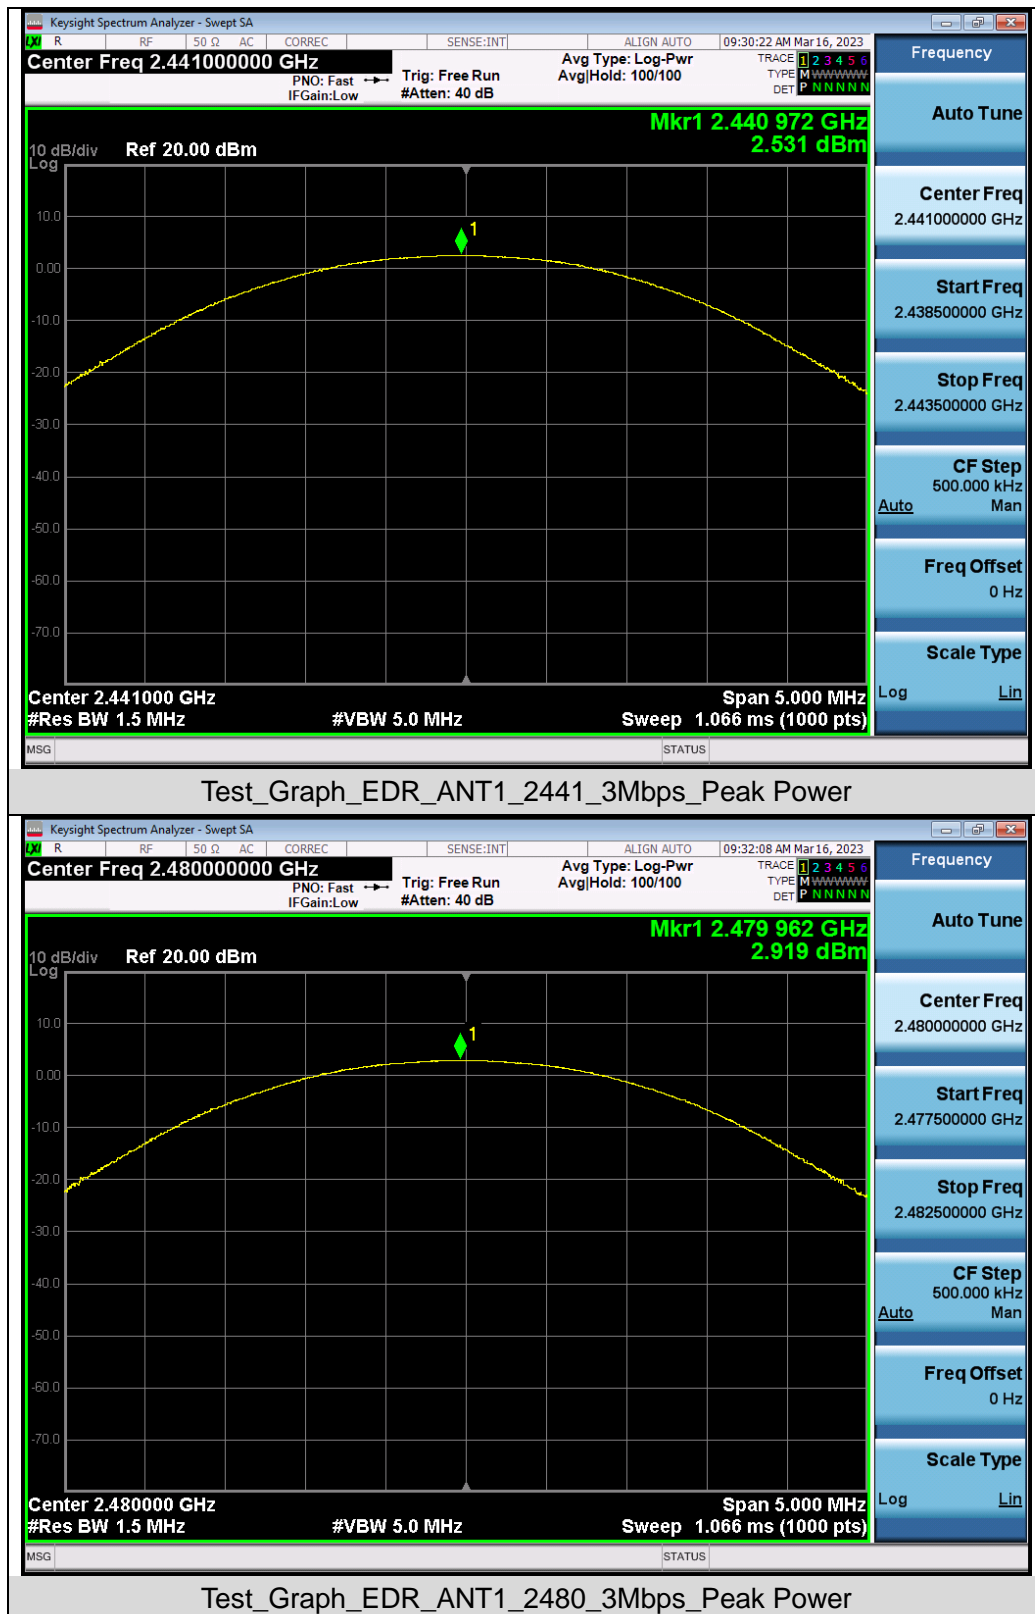 Keysight Spectrum Analyzer - Swept SA
LXI R RF 50 Ω AC CORREC SENSE:INT ALIGN AUTO 09:30:22 AM Mar 16, 2023
Center Freq 2.441000000 GHz
PNO: Fast
IFGain:Low
Trig: Free Run
#Atten: 40 dB
Avg Type: Log-Pwr
Avg|Hold: 100/100
TRACE 1 2 3 4 5 6
TYPE M WWWWW
DET P N N N N N
Mkr1 2.440 972 GHz
2.531 dBm
10 dB/div Ref 20.00 dBm
Log
10.0
1
0.00
-10.0
-20.0
-30.0
-40.0
-50.0
-60.0
-70.0
Center 2.441000 GHz Span 5.000 MHz
#Res BW 1.5 MHz #VBW 5.0 MHz Sweep 1.066 ms (1000 pts)
MSG STATUS
Frequency
Auto Tune
Center Freq
2.441000000 GHz
Start Freq
2.438500000 GHz
Stop Freq
2.443500000 GHz
CF Step
500.000 kHz
Auto Man
Freq Offset
0 Hz
Scale Type
Log Lin
Test_Graph_EDR_ANT1_2441_3Mbps_Peak Power
Keysight Spectrum Analyzer - Swept SA
LXI R RF 50 Ω AC CORREC SENSE:INT ALIGN AUTO 09:32:08 AM Mar 16, 2023
Center Freq 2.480000000 GHz
PNO: Fast
IFGain:Low
Trig: Free Run
#Atten: 40 dB
Avg Type: Log-Pwr
Avg|Hold: 100/100
TRACE 1 2 3 4 5 6
TYPE M WWWWW
DET P N N N N N
Mkr1 2.479 962 GHz
2.919 dBm
10 dB/div Ref 20.00 dBm
Log
10.0
1
0.00
-10.0
-20.0
-30.0
-40.0
-50.0
-60.0
-70.0
Center 2.480000 GHz Span 5.000 MHz
#Res BW 1.5 MHz #VBW 5.0 MHz Sweep 1.066 ms (1000 pts)
MSG STATUS
Frequency
Auto Tune
Center Freq
2.480000000 GHz
Start Freq
2.477500000 GHz
Stop Freq
2.482500000 GHz
CF Step
500.000 kHz
Auto Man
Freq Offset
0 Hz
Scale Type
Log Lin
Test_Graph_EDR_ANT1_2480_3Mbps_Peak Power